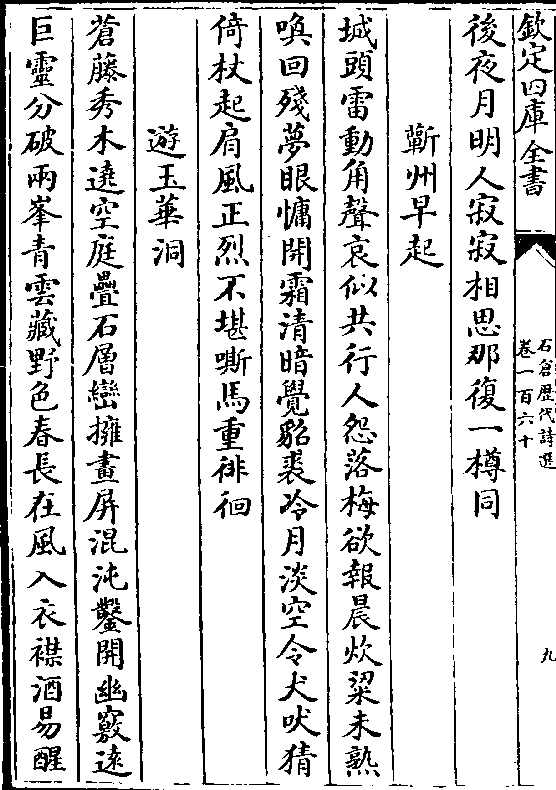 欽定四庫全書
石倉歴代詩選
卷一百六十
九
後夜月明人寂寂相思那復一樽同
蘄州早起
城頭雷動角聲哀似共行人怨落梅欲報晨炊粱未熟
喚回殘夢眼慵開霜清暗覺貂裘冷月淡空令犬吠猜
倚杖起肩風正烈不堪嘶馬重徘徊
遊玉華洞
蒼藤秀木遶空庭疊石層巒擁畫屏混沌鑿開幽竅遠
巨靈分破兩峯青雲藏野色春長在風入衣襟酒易醒